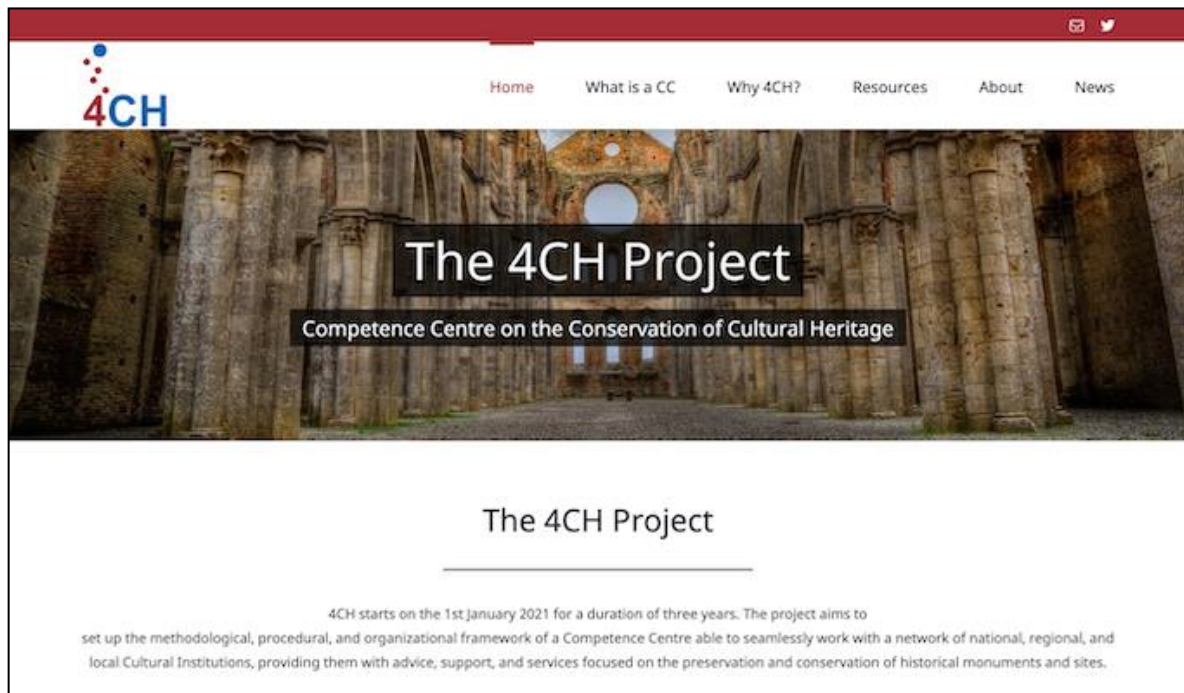 4CH
Home What is a CC Why 4CH? Resources About News
The 4CH Project
Competence Centre on the Conservation of Cultural Heritage
The 4CH Project
4CH starts on the 1st January 2021 for a duration of three years. The project aims to
set up the methodological, procedural, and organizational framework of a Competence Centre able to seamlessly work with a network of national, regional, and
local Cultural Institutions, providing them with advice, support, and services focused on the preservation and conservation of historical monuments and sites.